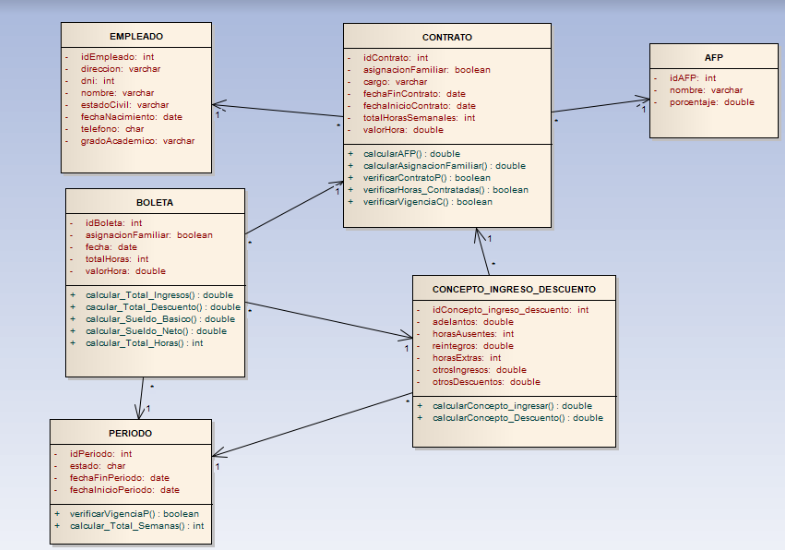 EMPLEADO
- idEmpleado: int
- direccion: varchar
- dni: int
- nombre: varchar
- estadoCivil: varchar
- fechaNacimiento: date
- telefono: char
- gradoAcademico: varchar
CONTRATO
- idContrato: int
- asignacionFamiliar: boolean
- cargo: varchar
- fechaFinContrato: date
- fechaInicioContrato: date
- totalHorasSemanales: int
- valorHora: double
+ calcularAFP() : double
+ calcularAsignacionFamiliar() : double
+ verificarContratoP() : boolean
+ verificarHoras_Contratadas() : boolean
+ verificarVigenciaC() : boolean
AFP
- idAFP: int
- nombre: varchar
- porcentaje: double
1
*
*
1
BOLETA
- idBoleta: int
- asignacionFamiliar: boolean
- fecha: date
- totalHoras: int
- valorHora: double
+ calcular_Total_Ingresos() : double
+ cacular_Total_Descuento() : double
+ calcular_Sueldo_Basico() : double
+ calcular_Sueldo_Neto() : double
+ calcular_Total_Horas() : int
1
*
1
*
*
1
CONCEPTO_INGRESO_DESCUENTO
- idConcepto_ingreso_descuento: int
- adelantos: double
- horasAusentes: int
- reintegros: double
- horasExtras: int
- otrosIngresos: double
- otrosDescuentos: double
+ calcularConcepto_ingresar() : double
+ calcularConcepto_Descuento() : double
*
1
*
1
PERIODO
- idPeriodo: int
- estado: char
- fechaFinPeriodo: date
- fechaInicioPeriodo: date
+ verificarVigenciaP() : boolean
+ calcular_Total_Semanas() : int